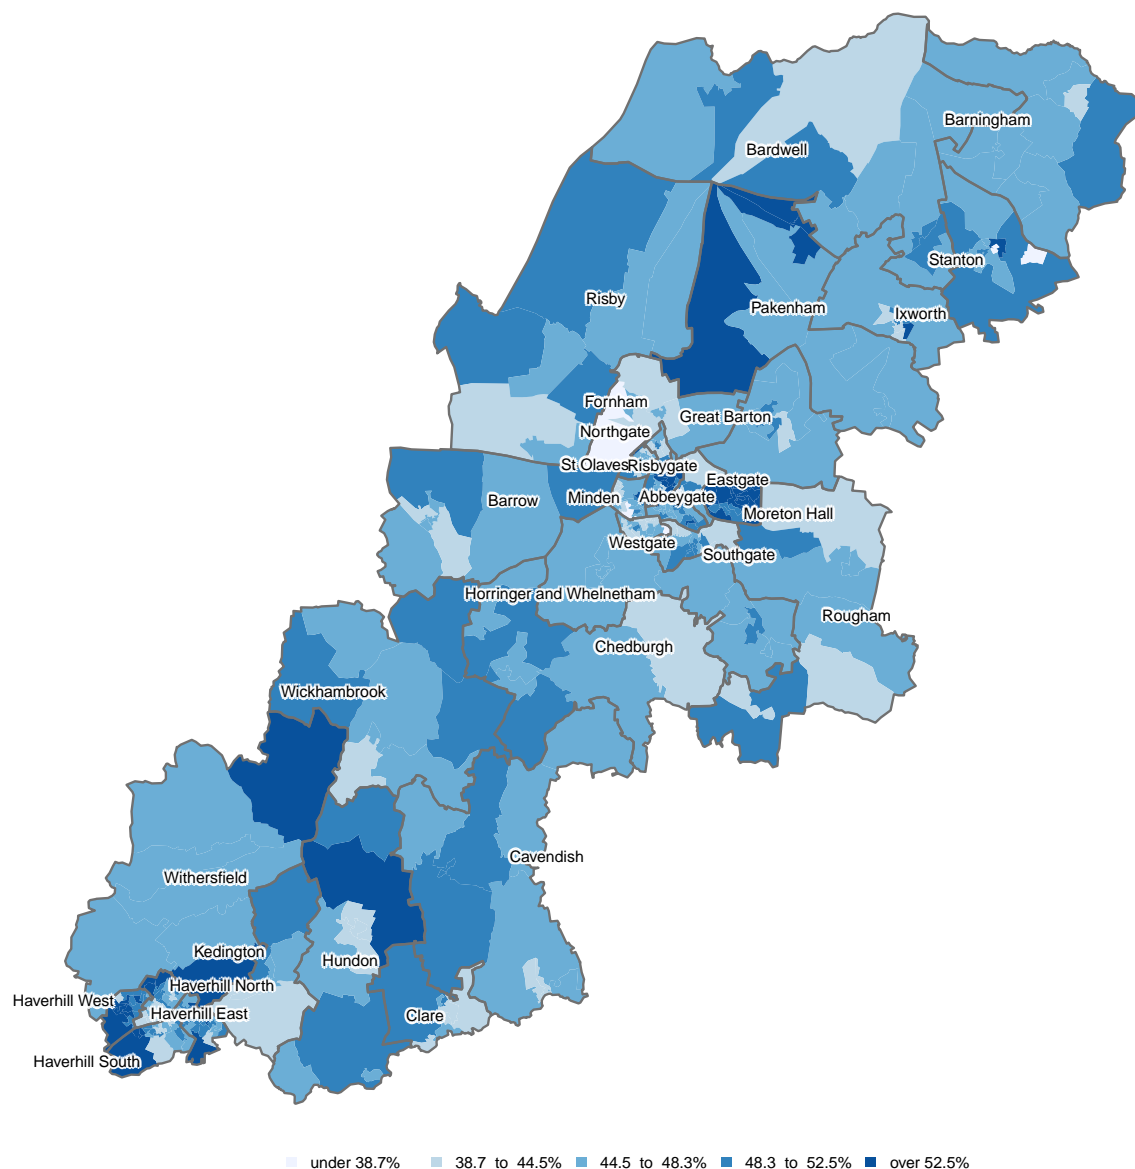 Barningham
Bardwell
Stanton
Risby
Pakenham
Ixworth
Fornham
Great Barton
Northgate
St Olaves
Risbygate
Eastgate
Barrow
Minden
Abbeygate
Moreton Hall
Westgate
Southgate
Horringer and Whelnetham
Rougham
Chedburgh
Wickhambrook
Cavendish
Withersfield
Kedington
Hundon
Haverhill North
Haverhill West
Haverhill East
Clare
Haverhill South
under 38.7% 38.7 to 44.5% 44.5 to 48.3% 48.3 to 52.5% over 52.5%